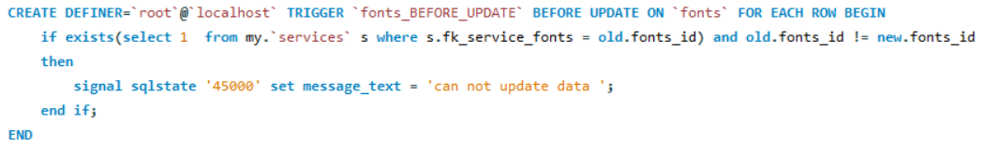 CREATE DEFINER=`root`@`localhost` TRIGGER `fonts_BEFORE_UPDATE` BEFORE UPDATE ON `fonts` FOR EACH ROW BEGIN
if exists(select 1  from my.`services` s where s.fk_service_fonts = old.fonts_id) and old.fonts_id != new.fonts_id
then
signal sqlstate '45000' set message_text = 'can not update data ';
end if;
END